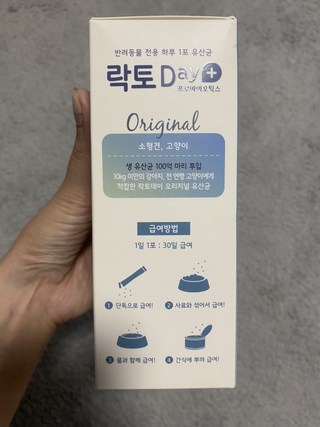 반려동물 전용 하루 1포 유산균
락토 Day+
프로바이오틱스
Original
소형견, 고양이
생 유산균 100억 마리 투입
10kg 미만의 강아지, 전 연령 고양이에게
적합한 락토데이 오리지널 유산균
급여방법
1일 1포 : 30일 급여
1 단독으로 급여!
2 사료와 섞어서 급여!
3 물과 함께 급여!
4 간식에 뿌려 급여!